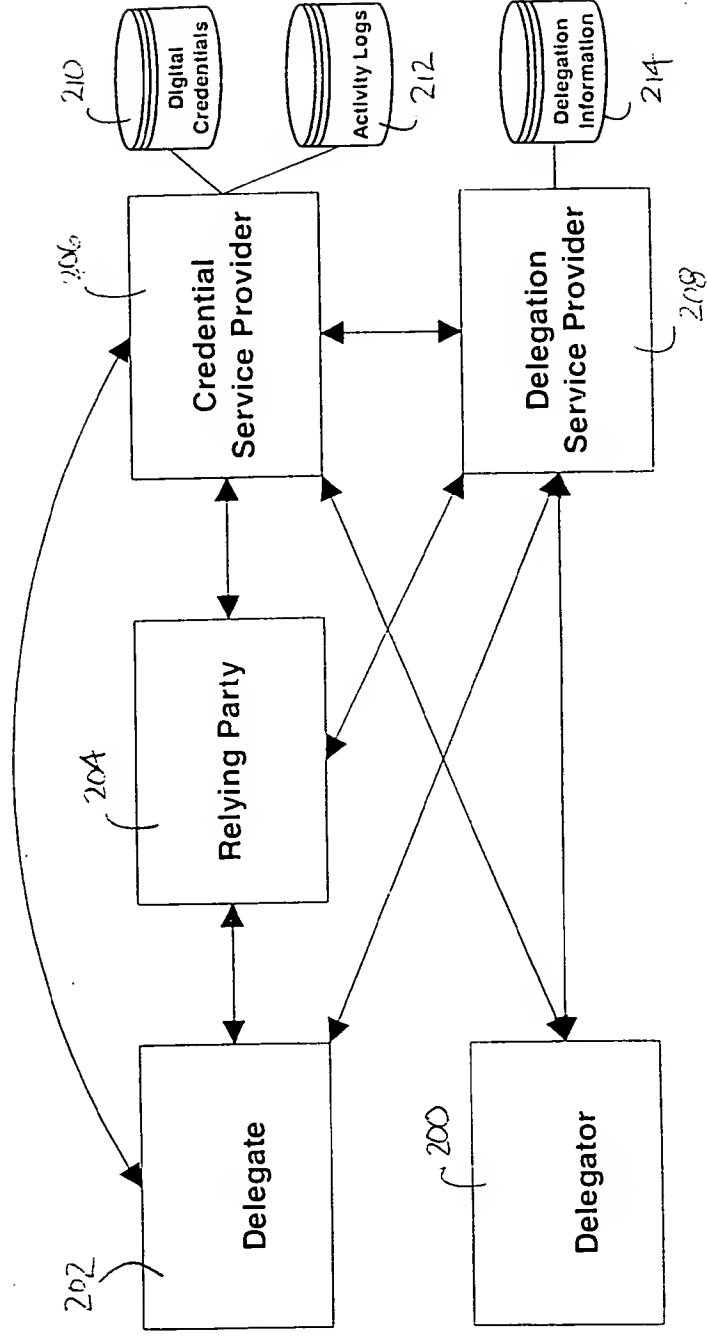 210
Digital
Credentials
Activity Logs
212
Delegation
Information
214
206
Credential
Service Provider
Delegation
Service Provider
208
204
Relying Party
202
Delegate
200
Delegator